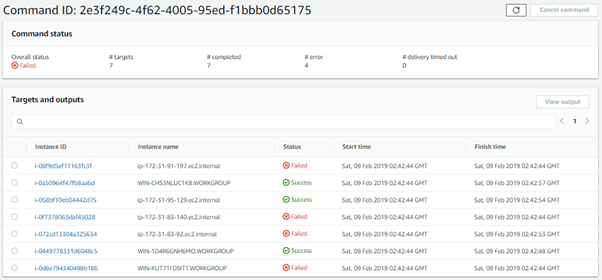 Command ID: 2e3f249c-4f62-4005-95ed-f1bbb0d65175
Cancel command
Command status
Overall status # targets # completed # error # delivery timed out
Failed 7 7 4 0
Targets and outputs
View output
1
Instance ID Instance name Status Start time Finish time
i-08f9d5ef11163fc3f ip-172-31-91-197.ec2.internal Failed Sat, 09 Feb 2019 02:42:44 GMT Sat, 09 Feb 2019 02:42:44 GMT
i-0a50964f47fb8aa6d WIN-CHS3NLUC1KB.WORKGROUP Success Sat, 09 Feb 2019 02:42:44 GMT Sat, 09 Feb 2019 02:42:57 GMT
i-058bf10eb04442d75 ip-172-31-95-129.ec2.internal Success Sat, 09 Feb 2019 02:42:44 GMT Sat, 09 Feb 2019 02:42:54 GMT
i-0f7378063daf45028 ip-172-31-83-140.ec2.internal Failed Sat, 09 Feb 2019 02:42:44 GMT Sat, 09 Feb 2019 02:42:44 GMT
i-072cd13304a325634 ip-172-31-83-92.ec2.internal Failed Sat, 09 Feb 2019 02:42:44 GMT Sat, 09 Feb 2019 02:42:53 GMT
i-0449778331d6048c5 WIN-1D4R6GNH6MO.WORKGROUP Success Sat, 09 Feb 2019 02:42:44 GMT Sat, 09 Feb 2019 02:42:48 GMT
i-0d8e794340498b186 WIN-KUT71FDSITT.WORKGROUP Failed Sat, 09 Feb 2019 02:42:44 GMT Sat, 09 Feb 2019 02:42:44 GMT